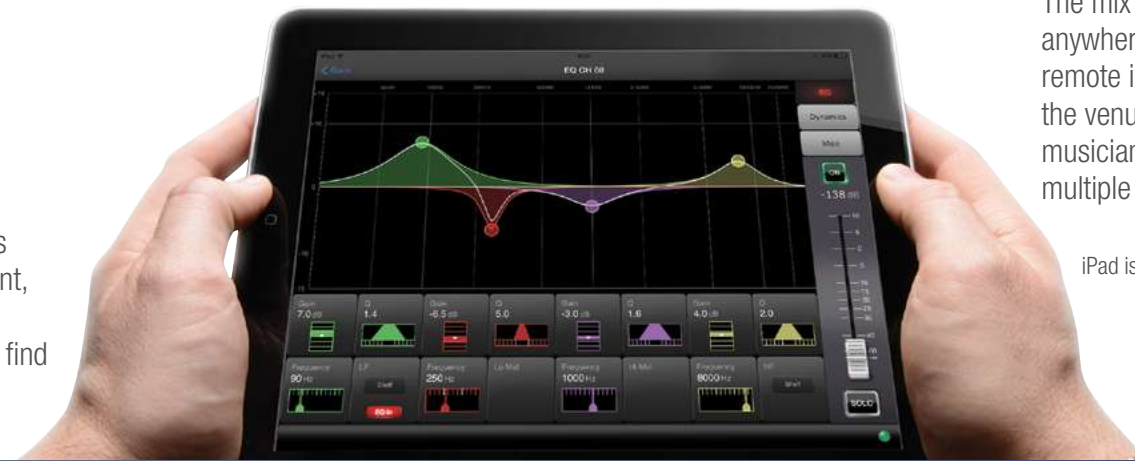 The mix
anywher
remote i
the venu
musician
multiple
iPad is
s
nt,
find
EQ CH 08
EQ
Dynamics
ON
-138 dB
Gain
7.0 dB
Q
1.4
Gain
-6.5 dB
Q
5.0
Gain
-3.0 dB
Q
1.6
Gain
4.0 dB
Q
2.0
Frequency
90 Hz
LF
Shelf
EQ In
Frequency
250 Hz
Lo Mid
Frequency
1000 Hz
Hi Mid
Frequency
8000 Hz
HF
Shelf
SOLO